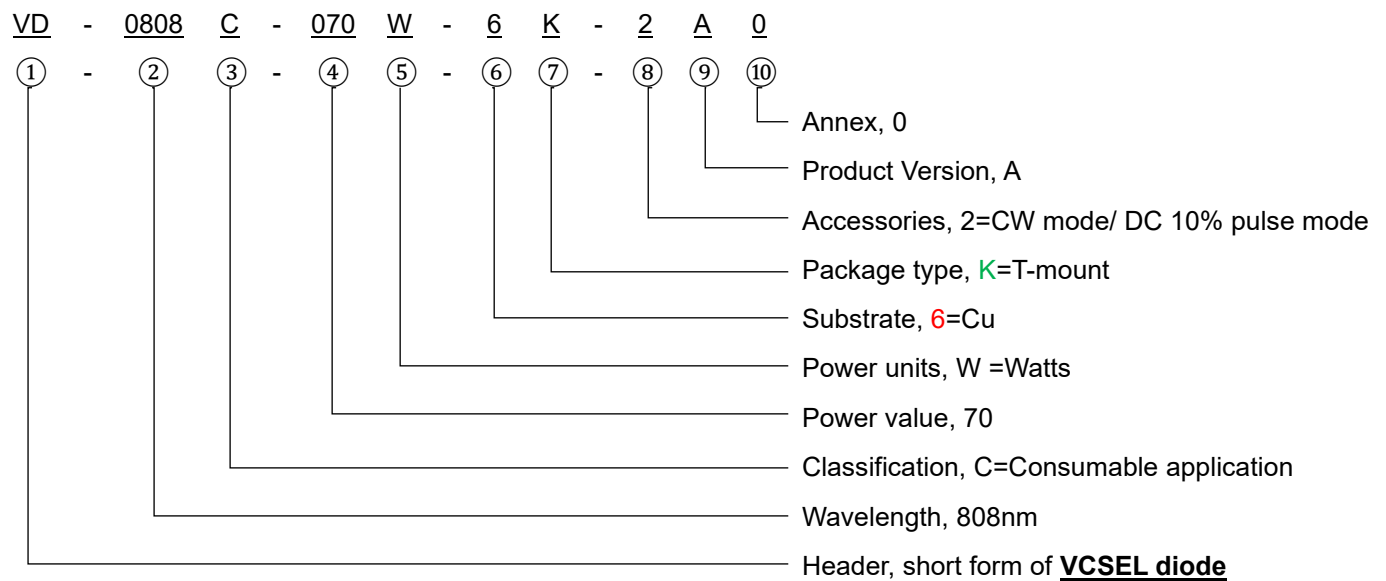 VD - 0808 C - 070 W - 6 K - 2 A 0
① - ② ③ - ④ ⑤ - ⑥ ⑦ - ⑧ ⑨ ⑩
Annex, 0
Product Version, A
Accessories, 2=CW mode/ DC 10% pulse mode
Package type, K=T-mount
Substrate, 6=Cu
Power units, W =Watts
Power value, 70
Classification, C=Consumable application
Wavelength, 808nm
Header, short form of VCSEL diode